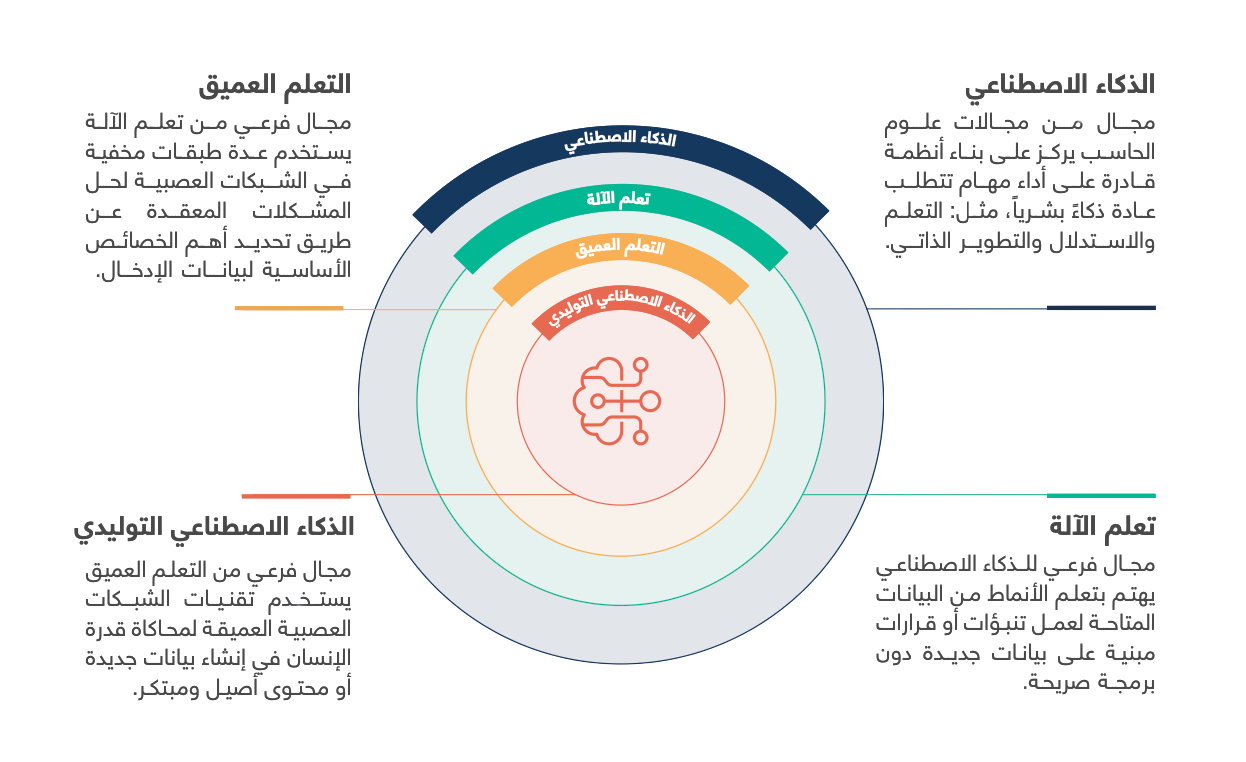 الذكاء الاصطناعي
مجال من مجالات علوم
الحاسب يركز على بناء أنظمة
قادرة على أداء مهام تتطلب
عادة ذكاءً بشرياً، مثل: التعلم
والاستدلال والتطوير الذاتي.
التعلم العميق
مجال فرعي من تعلم الآلة
يستخدم عدة طبقات مخفية
في الشبكات العصبية لحل
المشكلات المعقدة عن
طريق تحديد أهم الخصائص
الأساسية لبيانات الإدخال.
الذكاء الاصطناعي
تعلم الآلة
التعلم العميق
الذكاء الاصطناعي التوليدي
تعلم الآلة
مجال فرعي للذكاء الاصطناعي
يهتم بتعلم الأنماط من البيانات
المتاحة لعمل تنبؤات أو قرارات
مبنية على بيانات جديدة دون
برمجة صريحة.
الذكاء الاصطناعي التوليدي
مجال فرعي من التعلم العميق
يستخدم تقنيات الشبكات
العصبية العميقة لمحاكاة قدرة
الإنسان في إنشاء بيانات جديدة
أو محتوى أصيل ومبتكر.